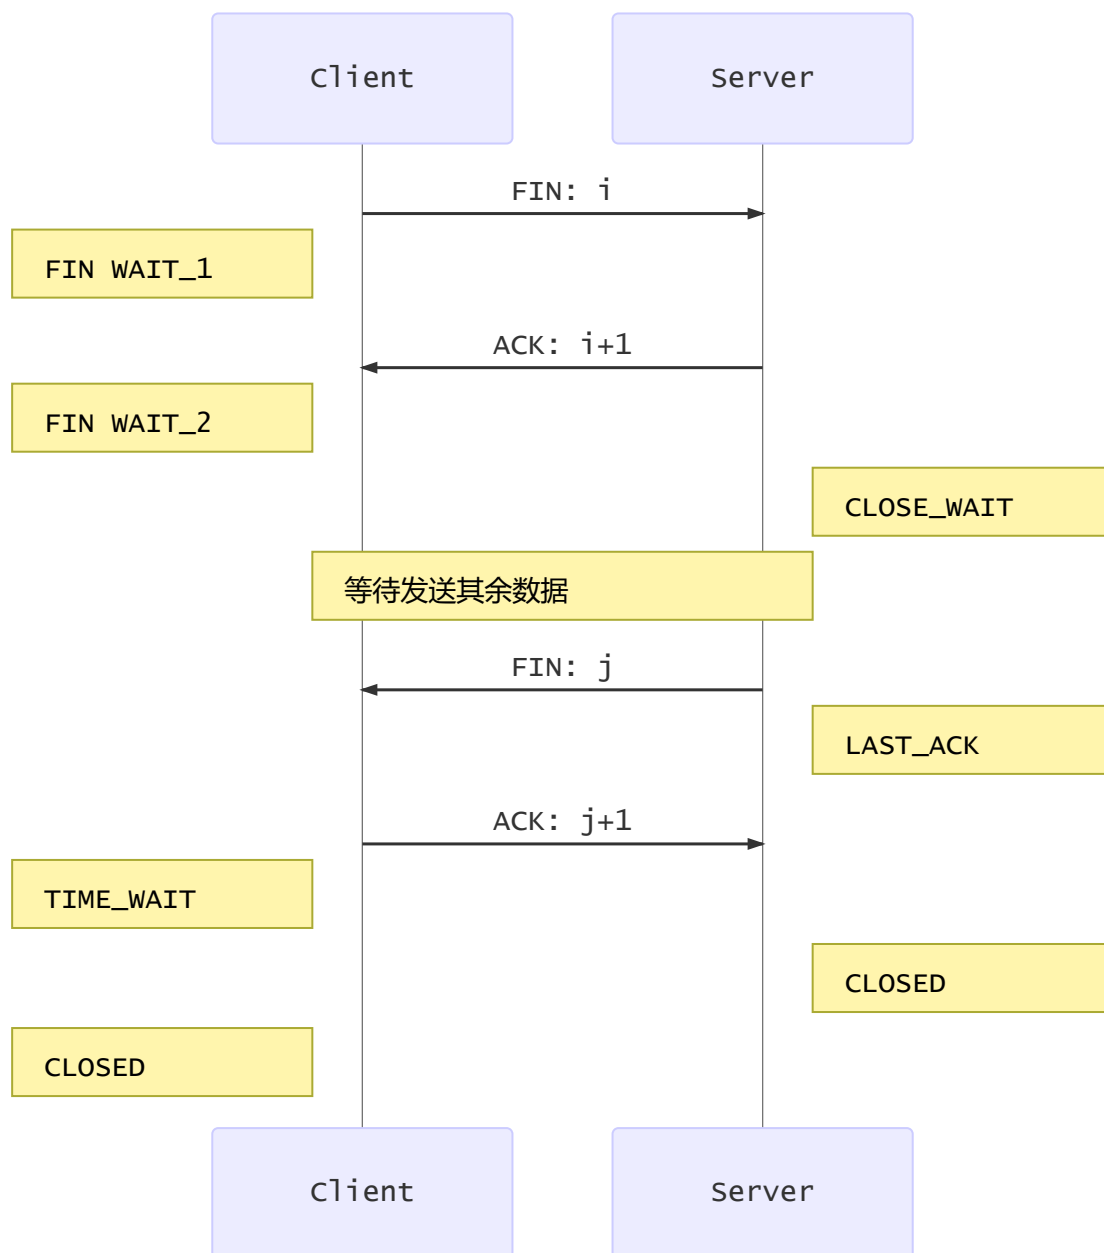 Client
Server
FIN: i
FIN WAIT_1
ACK: i+1
FIN WAIT_2
CLOSE_WAIT
等待发送其余数据
FIN: j
LAST_ACK
ACK: j+1
TIME_WAIT
CLOSED
CLOSED
Client
Server